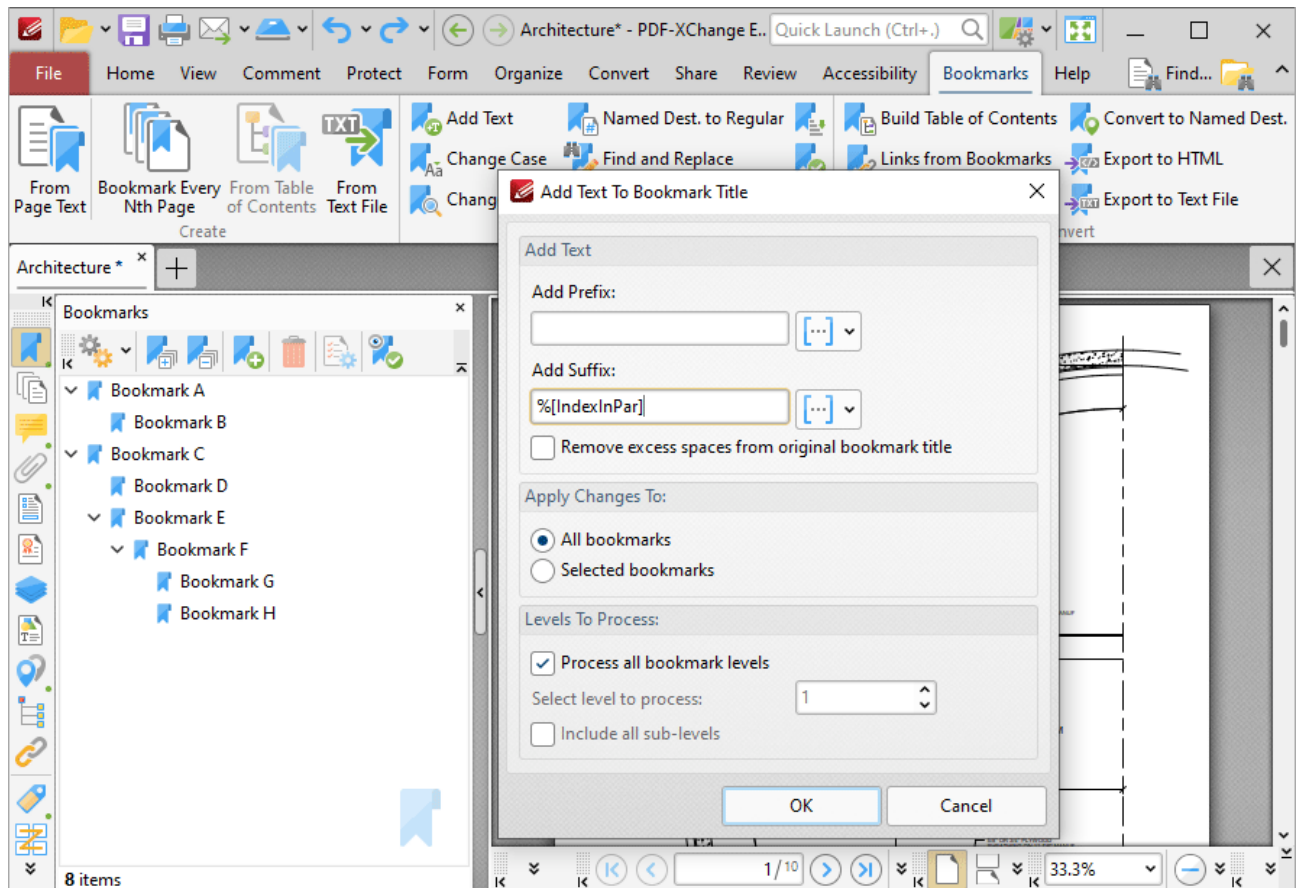 Architecture* - PDF-XChange E.. Quick Launch (Ctrl+.)
File Home View Comment Protect Form Organize Convert Share Review Accessibility Bookmarks Help Find...
Add Text Named Dest. to Regular Build Table of Contents Convert to Named Dest.
Change Case Find and Replace Links from Bookmarks Export to HTML
From Page Text
Bookmark Every Nth Page
From Table of Contents
TXT
From Text File
Chang
TXT
Export to Text File
Create
nvert
Add Text To Bookmark Title
Architecture *
Add Text
Add Prefix:
Add Suffix:
%[IndexInPar]
Remove excess spaces from original bookmark title
Apply Changes To:
All bookmarks
Selected bookmarks
Levels To Process:
Process all bookmark levels
Select level to process: 1
Include all sub-levels
OK Cancel
Bookmarks
Bookmark A
Bookmark B
Bookmark C
Bookmark D
Bookmark E
Bookmark F
Bookmark G
Bookmark H
8 items
1/10
33.3%